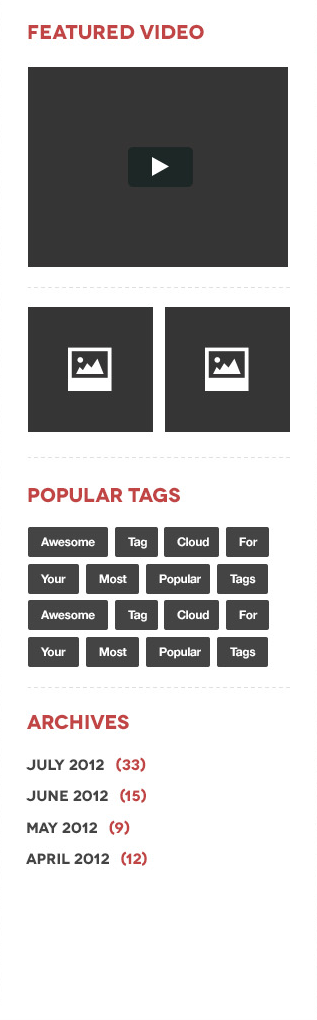 FEATURED VIDEO
POPULAR TAGS
Awesome Tag Cloud For
Your Most Popular Tags
Awesome Tag Cloud For
Your Most Popular Tags
ARCHIVES
JULY 2012 (33)
JUNE 2012 (15)
MAY 2012 (9)
APRIL 2012 (12)